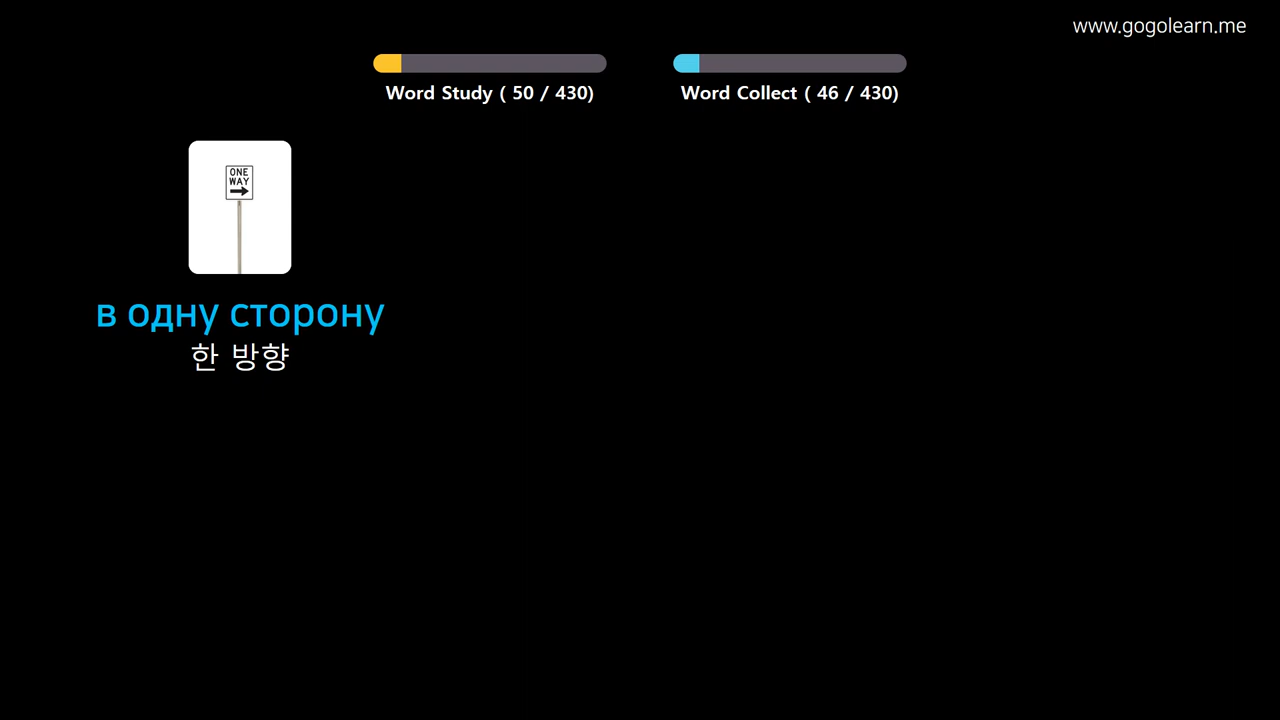 www.gogolearn.me
Word Study ( 50 / 430)
Word Collect ( 46 / 430)
ONE
WAY
в одну сторону
한 방향